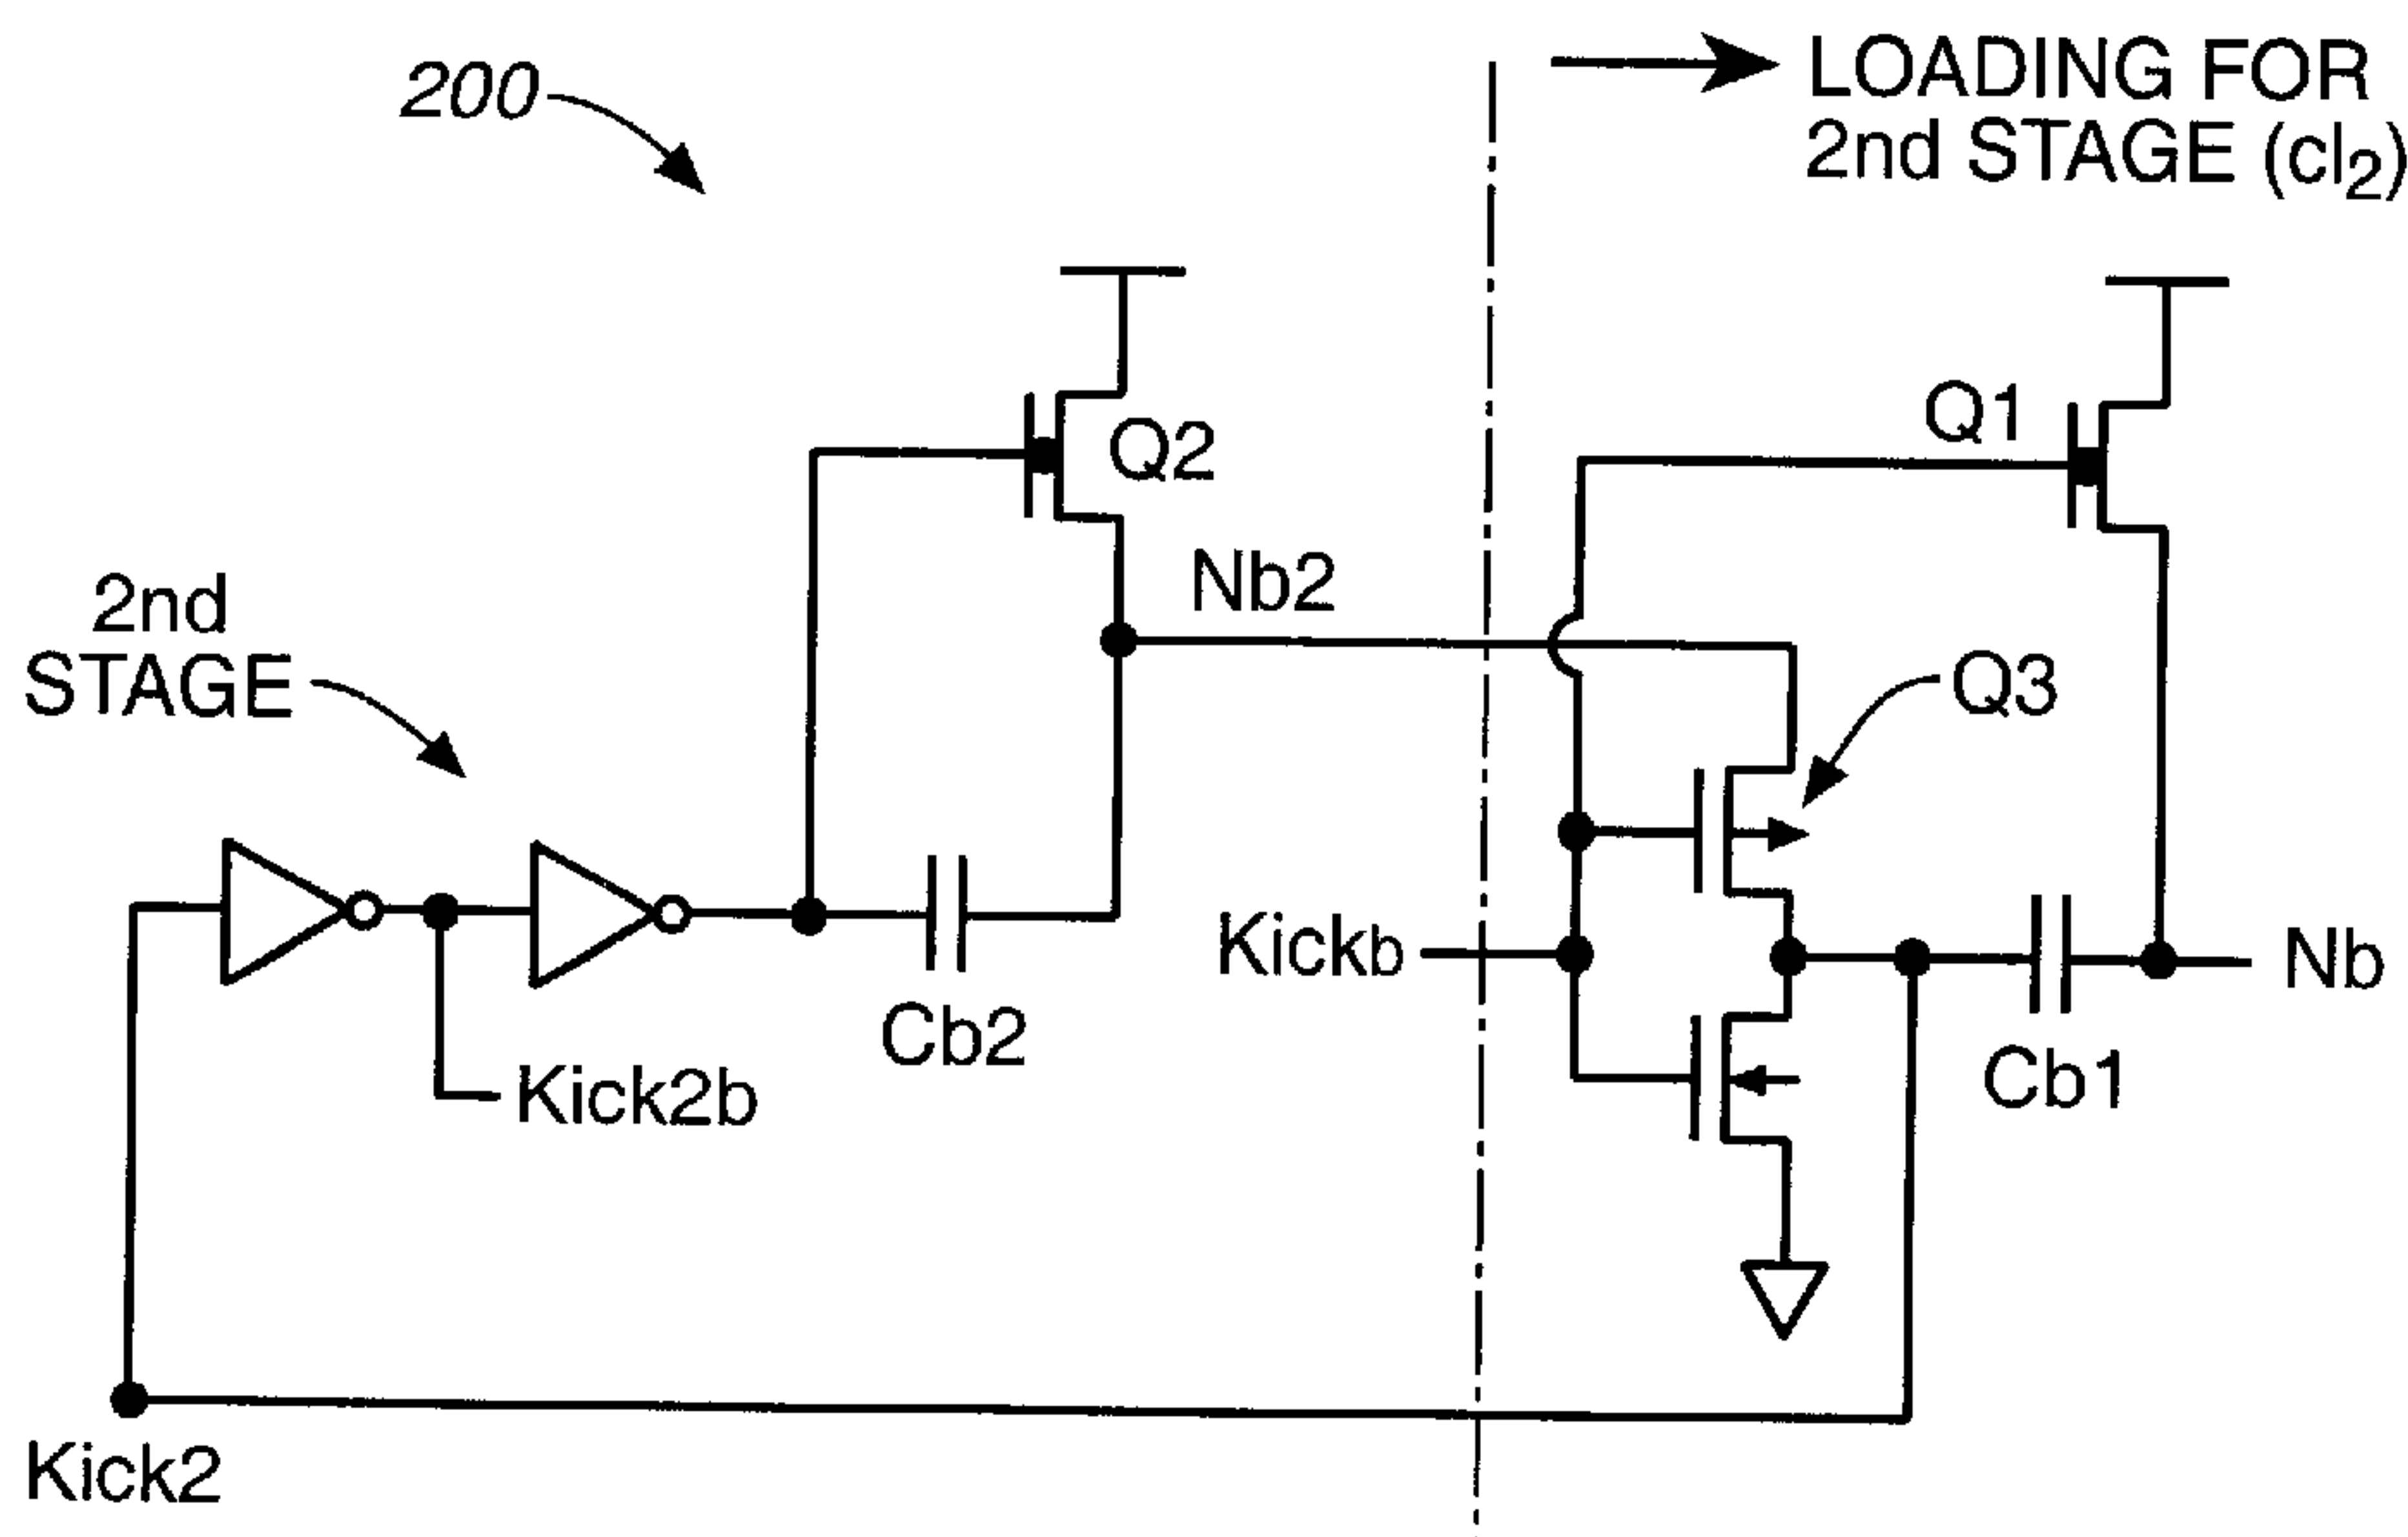 200
LOADING FOR
2nd STAGE (cl2)
Q1
Q2
Nb2
2nd
STAGE
Q3
Kickb
Nb
Cb2
Cb1
Kick2b
Kick2